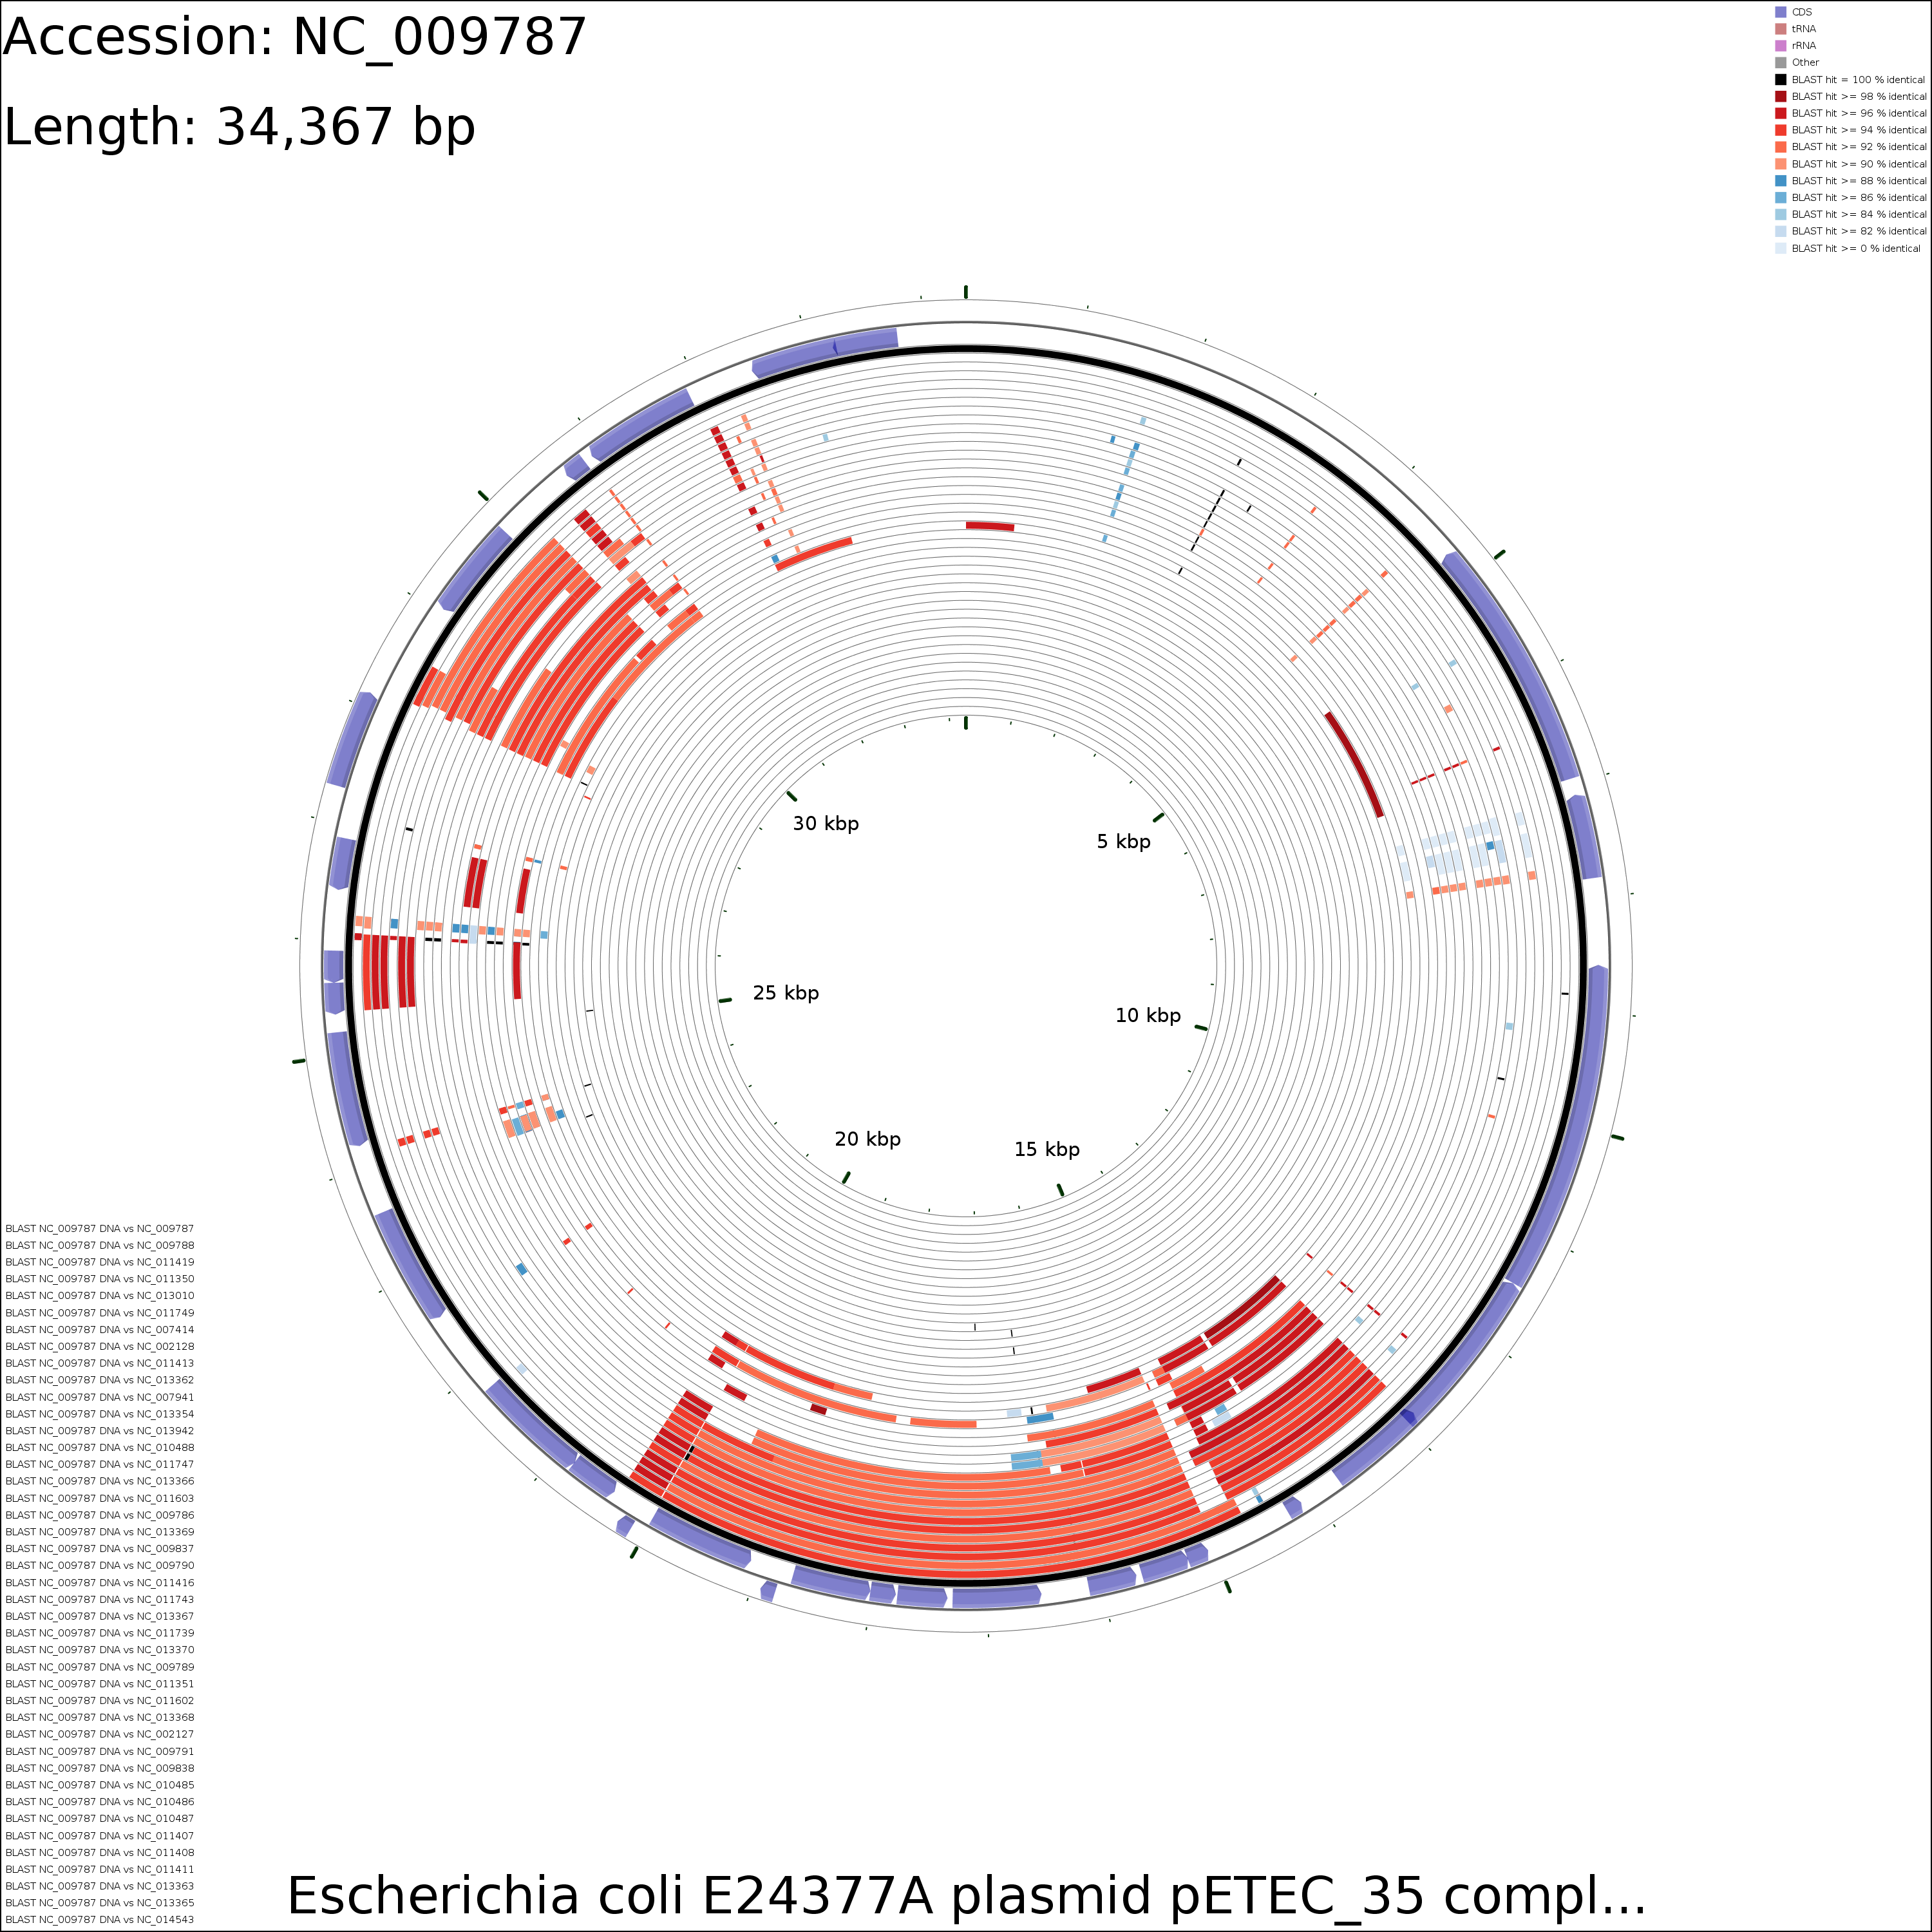 Accession: NC_009787
Length: 34,367 bp
CDS
tRNA
rRNA
Other
BLAST hit = 100 % identical
BLAST hit >= 98 % identical
BLAST hit >= 96 % identical
BLAST hit >= 94 % identical
BLAST hit >= 92 % identical
BLAST hit >= 90 % identical
BLAST hit >= 88 % identical
BLAST hit >= 86 % identical
BLAST hit >= 84 % identical
BLAST hit >= 82 % identical
BLAST hit >= 0 % identical
30 kbp
5 kbp
25 kbp
10 kbp
20 kbp
15 kbp
BLAST NC_009787 DNA vs NC_009787
BLAST NC_009787 DNA vs NC_009788
BLAST NC_009787 DNA vs NC_011419
BLAST NC_009787 DNA vs NC_011350
BLAST NC_009787 DNA vs NC_013010
BLAST NC_009787 DNA vs NC_011749
BLAST NC_009787 DNA vs NC_007414
BLAST NC_009787 DNA vs NC_002128
BLAST NC_009787 DNA vs NC_011413
BLAST NC_009787 DNA vs NC_013362
BLAST NC_009787 DNA vs NC_007941
BLAST NC_009787 DNA vs NC_013354
BLAST NC_009787 DNA vs NC_013942
BLAST NC_009787 DNA vs NC_010488
BLAST NC_009787 DNA vs NC_011747
BLAST NC_009787 DNA vs NC_013366
BLAST NC_009787 DNA vs NC_011603
BLAST NC_009787 DNA vs NC_009786
BLAST NC_009787 DNA vs NC_013369
BLAST NC_009787 DNA vs NC_009837
BLAST NC_009787 DNA vs NC_009790
BLAST NC_009787 DNA vs NC_011416
BLAST NC_009787 DNA vs NC_011743
BLAST NC_009787 DNA vs NC_013367
BLAST NC_009787 DNA vs NC_011739
BLAST NC_009787 DNA vs NC_013370
BLAST NC_009787 DNA vs NC_009789
BLAST NC_009787 DNA vs NC_011351
BLAST NC_009787 DNA vs NC_011602
BLAST NC_009787 DNA vs NC_013368
BLAST NC_009787 DNA vs NC_002127
BLAST NC_009787 DNA vs NC_009791
BLAST NC_009787 DNA vs NC_009838
BLAST NC_009787 DNA vs NC_010485
BLAST NC_009787 DNA vs NC_010486
BLAST NC_009787 DNA vs NC_010487
BLAST NC_009787 DNA vs NC_011407
BLAST NC_009787 DNA vs NC_011408
BLAST NC_009787 DNA vs NC_011411
BLAST NC_009787 DNA vs NC_013363
BLAST NC_009787 DNA vs NC_013365
BLAST NC_009787 DNA vs NC_014543
Escherichia coli E24377A plasmid pETEC_35 compl...